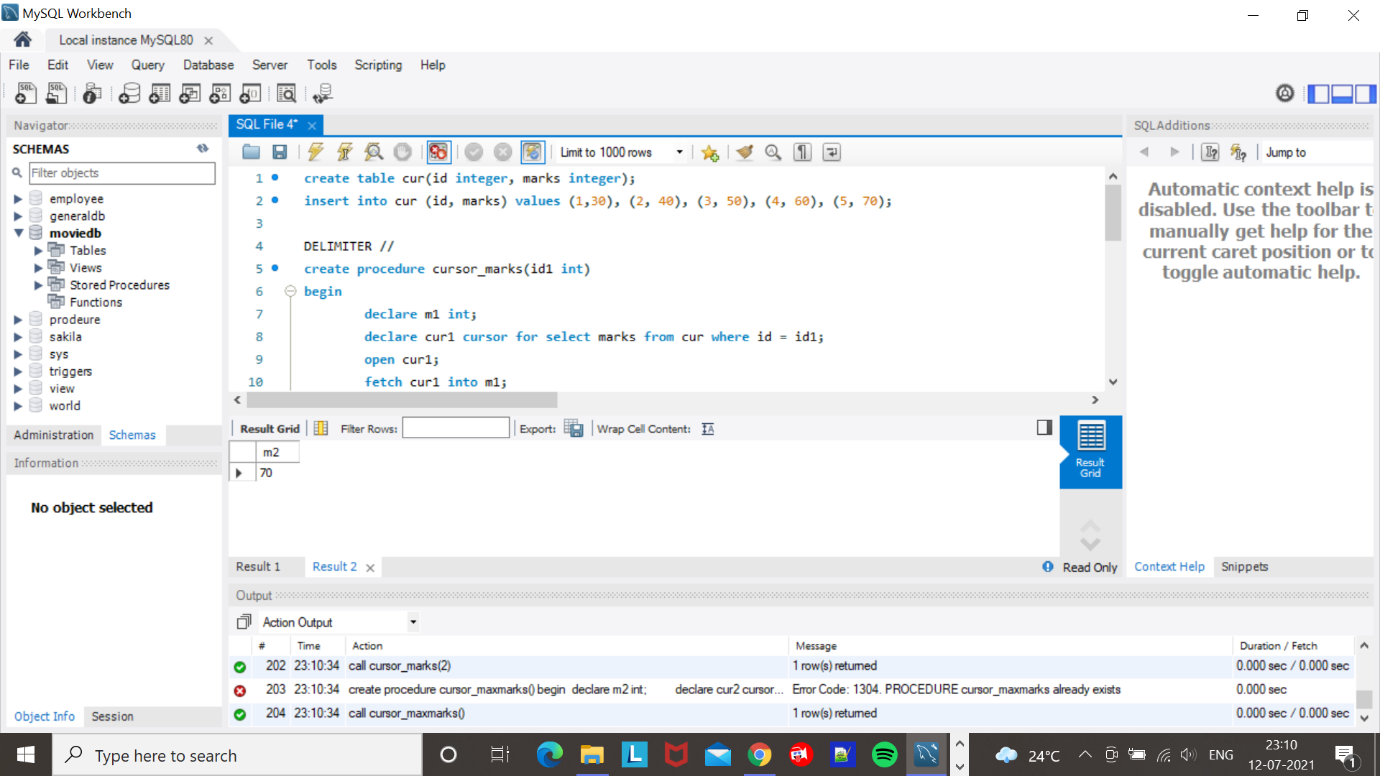 MySQL Workbench
Local instance MySQL80
File Edit View Query Database Server Tools Scripting Help
Navigator
SCHEMAS
Filter objects
employee
generaldb
moviedb
Tables
Views
Stored Procedures
Functions
prodeure
sakila
sys
triggers
view
world
Administration Schemas
Information
No object selected
Object Info Session
SQL File 4*
Limit to 1000 rows
1 create table cur(id integer, marks integer);
2 insert into cur (id, marks) values (1,30), (2, 40), (3, 50), (4, 60), (5, 70);
3
4 DELIMITER //
5 create procedure cursor_marks(id1 int)
6 begin
7 declare m1 int;
8 declare cur1 cursor for select marks from cur where id = id1;
9 open cur1;
10 fetch cur1 into m1;
Result Grid Filter Rows: Export: Wrap Cell Content:
m2
70
Result
Grid
Result 1 Result 2 Read Only
SQLAdditions
Jump to
Automatic context help is
disabled. Use the toolbar t
manually get help for the
current caret position or to
toggle automatic help.
Context Help Snippets
Output
Action Output
# Time Action Message Duration / Fetch
202 23:10:34 call cursor_marks(2) 1 row(s) returned 0.000 sec / 0.000 sec
203 23:10:34 create procedure cursor_maxmarks() begin declare m2 int; declare cur2 cursor... Error Code: 1304. PROCEDURE cursor_maxmarks already exists 0.000 sec
204 23:10:34 call cursor_maxmarks() 1 row(s) returned 0.000 sec / 0.000 sec
Type here to search
24°C ENG
23:10
12-07-2021
1